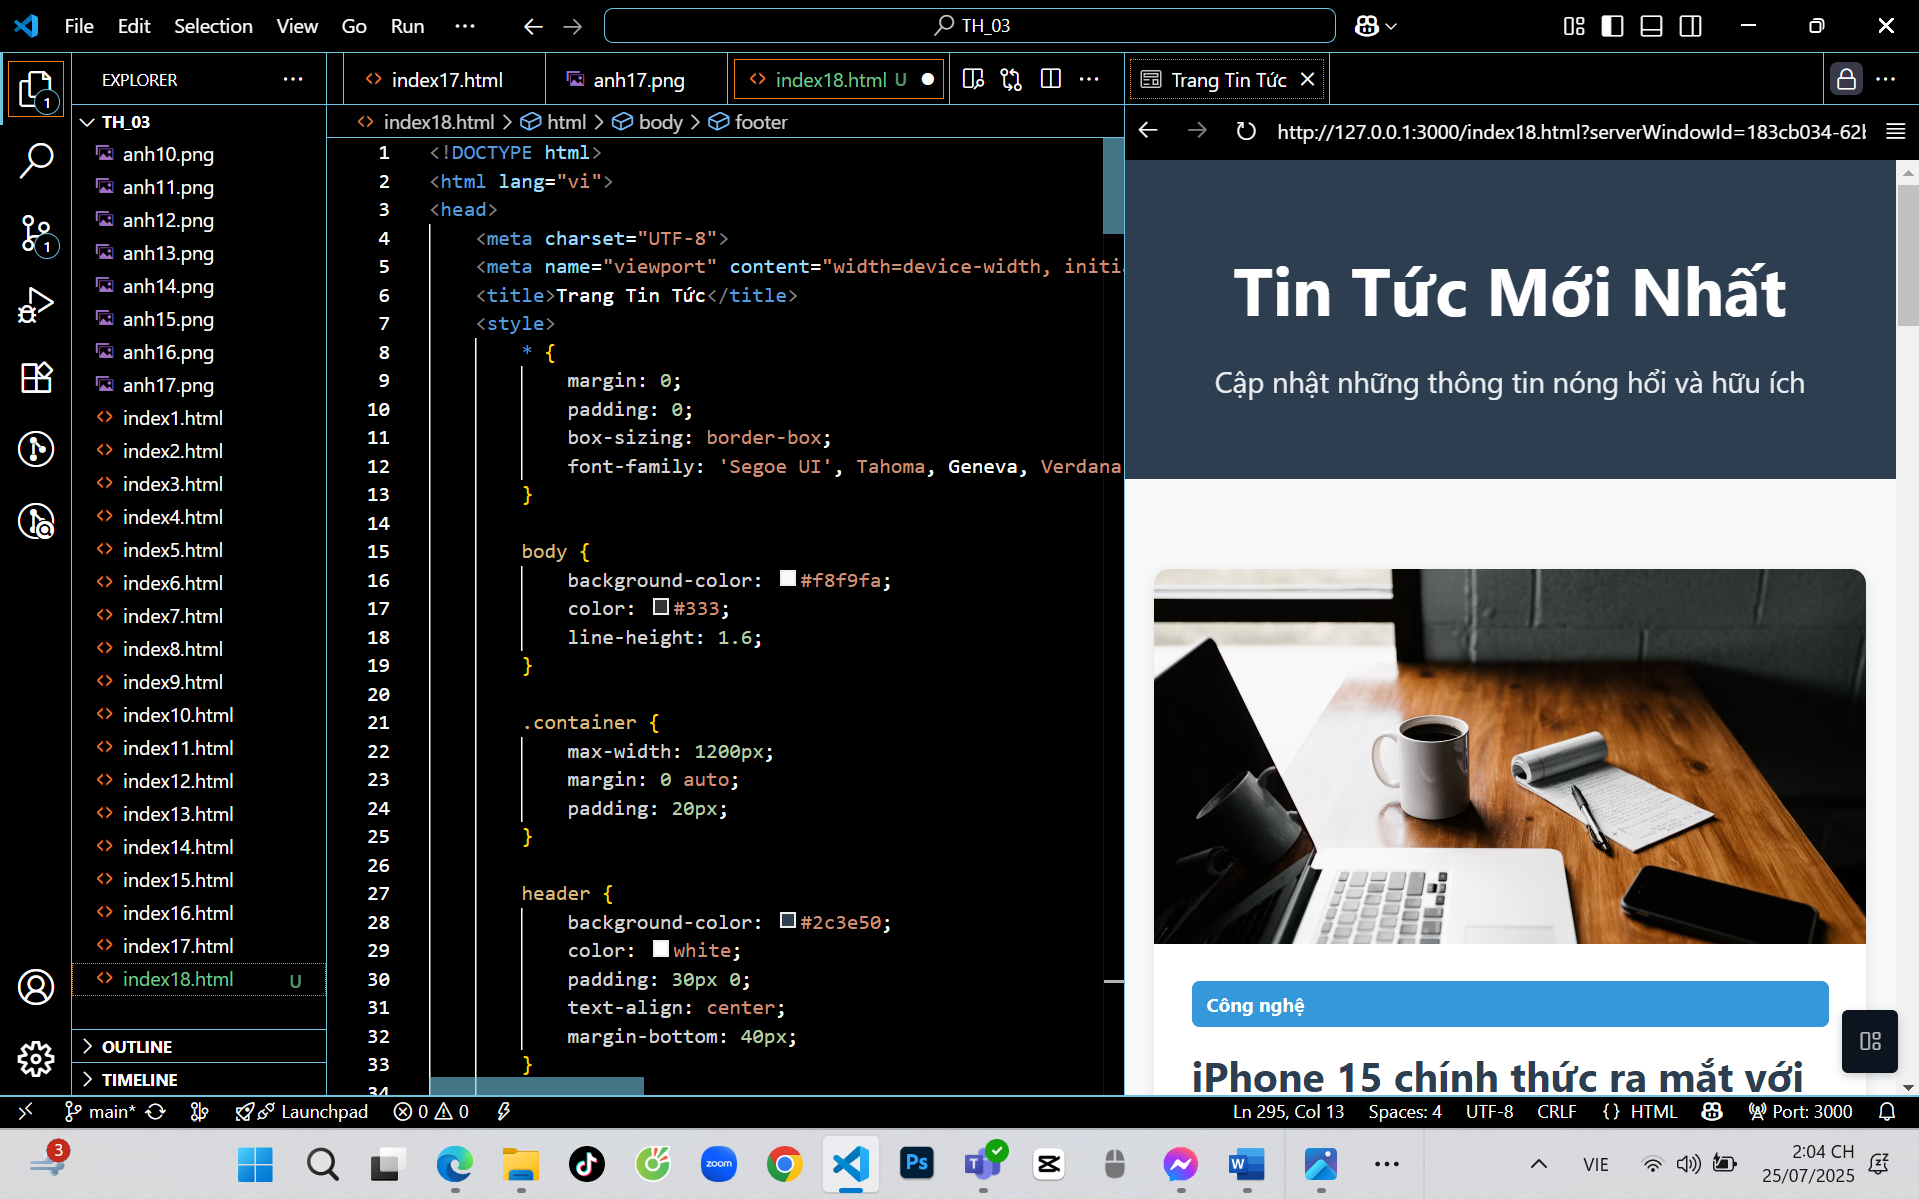 File Edit Selection View Go Run ··· TH_03
EXPLORER
TH_03
anh10.png
anh11.png
anh12.png
anh13.png
anh14.png
anh15.png
anh16.png
anh17.png
index1.html
index2.html
index3.html
index4.html
index5.html
index6.html
index7.html
index8.html
index9.html
index10.html
index11.html
index12.html
index13.html
index14.html
index15.html
index16.html
index17.html
index18.html U
OUTLINE
TIMELINE
1
1
index17.html anh17.png index18.html U
index18.html > html > body > footer
1 <!DOCTYPE html>
2 <html lang="vi">
3 <head>
4 <meta charset="UTF-8">
5 <meta name="viewport" content="width=device-width, initi
6 <title>Trang Tin Tức</title>
7 <style>
8 * {
9 margin: 0;
10 padding: 0;
11 box-sizing: border-box;
12 font-family: 'Segoe UI', Tahoma, Geneva, Verdana
13 }
14
15 body {
16 background-color: #f8f9fa;
17 color: #333;
18 line-height: 1.6;
19 }
20
21 .container {
22 max-width: 1200px;
23 margin: 0 auto;
24 padding: 20px;
25 }
26
27 header {
28 background-color: #2c3e50;
29 color: white;
30 padding: 30px 0;
31 text-align: center;
32 margin-bottom: 40px;
33 }
34
Trang Tin Tức
http://127.0.0.1:3000/index18.html?serverWindowId=183cb034-62b
Tin Tức Mới Nhất
Cập nhật những thông tin nóng hổi và hữu ích
Công nghệ
iPhone 15 chính thức ra mắt với
main* Launchpad 0 0 Ln 295, Col 13 Spaces: 4 UTF-8 CRLF {} HTML Port: 3000
3 zoom Ps T W VIE
2:04 CH
25/07/2025